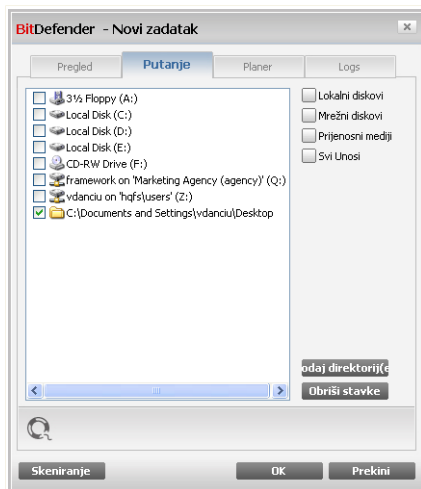 BitDefender - Novi zadatak
Pregled
Putanje
Planer
Logs
3½ Floppy (A:)
Local Disk (C:)
Local Disk (D:)
Local Disk (E:)
CD-RW Drive (F:)
framework on 'Marketing Agency (agency)' (Q:)
vdanciu on 'hqfs\users' (Z:)
C:\Documents and Settings\vdanciu\Desktop
Lokalni diskovi
Mrežni diskovi
Prijenosni mediji
Svi Unosi
odaj direktorij(e
Obriši stavke
Skeniranje
OK
Prekini